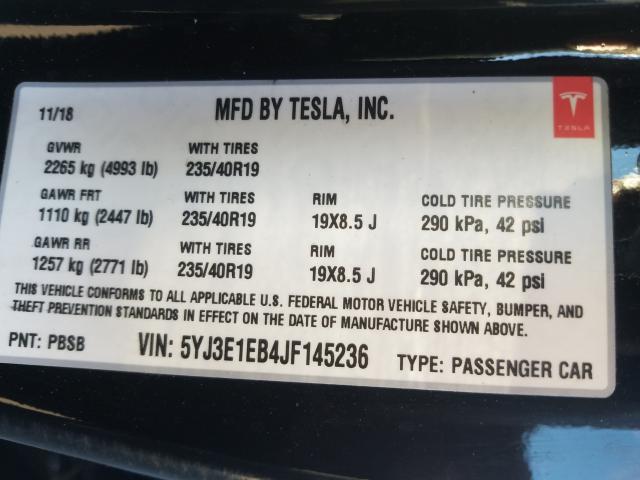 11/18 MFD BY TESLA, INC.
TESLA
GVWR WITH TIRES
2265 kg (4993 lb) 235/40R19
GAWR FRT WITH TIRES RIM COLD TIRE PRESSURE
1110 kg (2447 lb) 235/40R19 19X8.5 J 290 kPa, 42 psi
GAWR RR WITH TIRES RIM COLD TIRE PRESSURE
1257 kg (2771 lb) 235/40R19 19X8.5 J 290 kPa, 42 psi
THIS VEHICLE CONFORMS TO ALL APPLICABLE U.S. FEDERAL MOTOR VEHICLE SAFETY, BUMPER, AND
THEFT PREVENTION STANDARDS IN EFFECT ON THE DATE OF MANUFACTURE SHOWN ABOVE.
PNT: PBSB VIN: 5YJ3E1EB4JF145236 TYPE: PASSENGER CAR